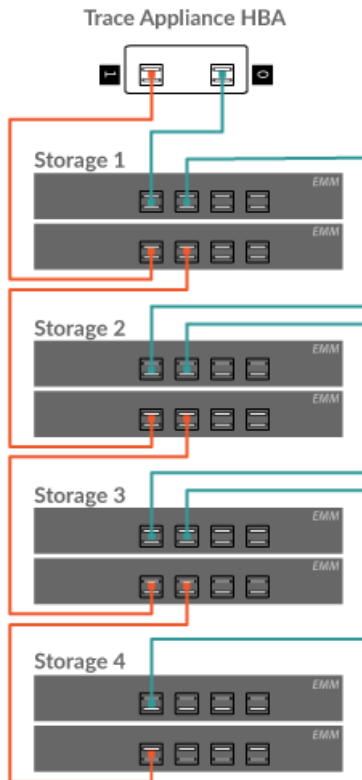 Trace Appliance HBA
1 0
Storage 1
EMM
EMM
Storage 2
EMM
EMM
Storage 3
EMM
EMM
Storage 4
EMM
EMM